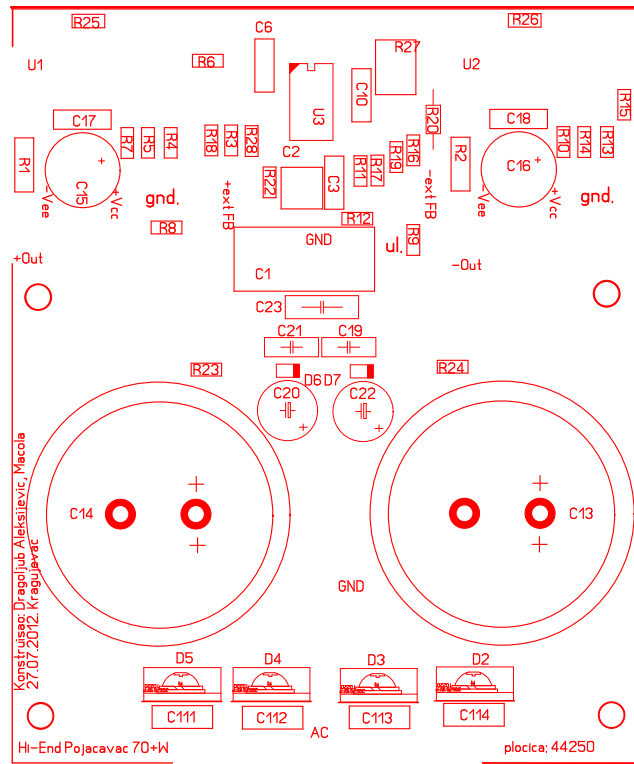 R25
R26
C6
U1
R6
R27
U2
C10
U3
R15
C17
C18
R20
R1
R7
R5
R4
R18
R3
R28
C2
R11
R17
R19
R16
R2
R10
R14
R13
C15
C16
+
+
-Vee
+Vcc
gnd.
R22
C3
-Vee
+Vcc
gnd.
+extFB
-extFB
R8
R12
R9
GND
ul.
+Out
-Out
C1
C23
C21
C19
R23
D6
D7
R24
C20
C22
+
+
+
+
C14
C13
+
+
GND
Konstruisao: Dragoljub Aleksijevic, Macola
27.07.2012. Kragujevac
D5
D4
D3
D2
C111
C112
C113
C114
AC
Hi-End Pojacavac 70+W
plocica; 44250